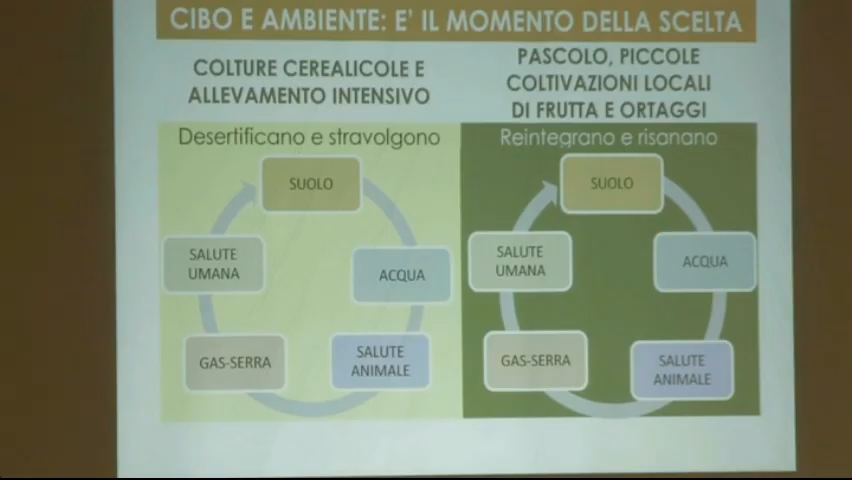 CIBO E AMBIENTE: E' IL MOMENTO DELLA SCELTA
COLTURE CEREALICOLE E
ALLEVAMENTO INTENSIVO
Desertificano e stravolgono
SUOLO
ACQUA
SALUTE
ANIMALE
GAS-SERRA
SALUTE
UMANA
PASCOLO, PICCOLE
COLTIVAZIONI LOCALI
DI FRUTTA E ORTAGGI
Reintegrano e risanano
SUOLO
ACQUA
SALUTE
ANIMALE
GAS-SERRA
SALUTE
UMANA